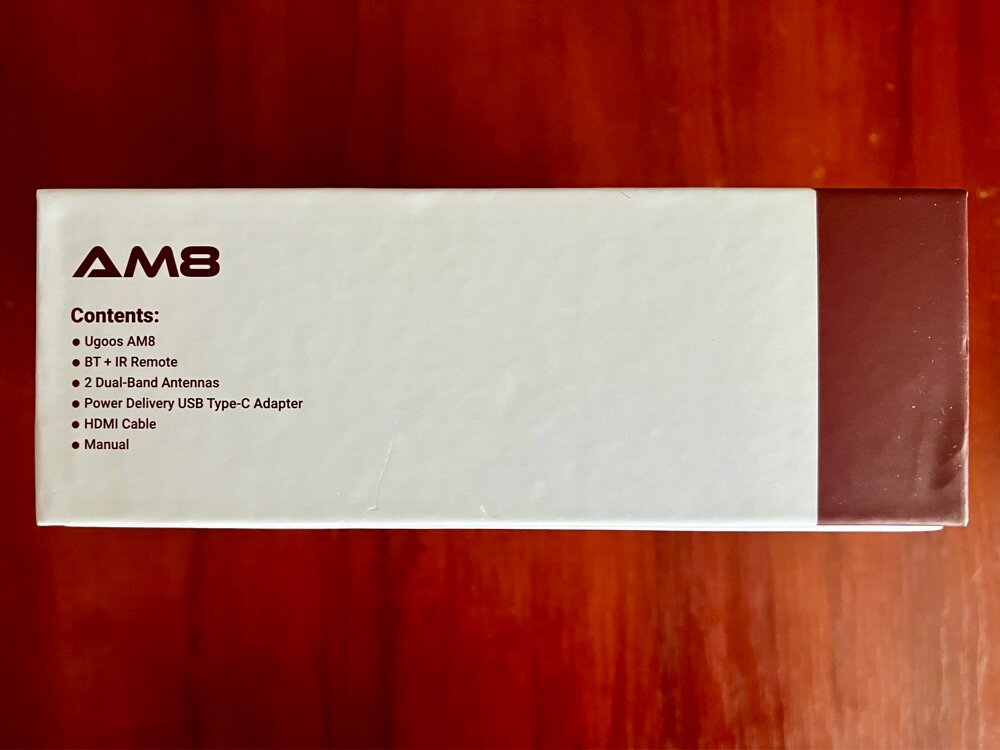 AM8
Contents:
● Ugoos AM8
● BT + IR Remote
● 2 Dual-Band Antennas
● Power Delivery USB Type-C Adapter
● HDMI Cable
● Manual